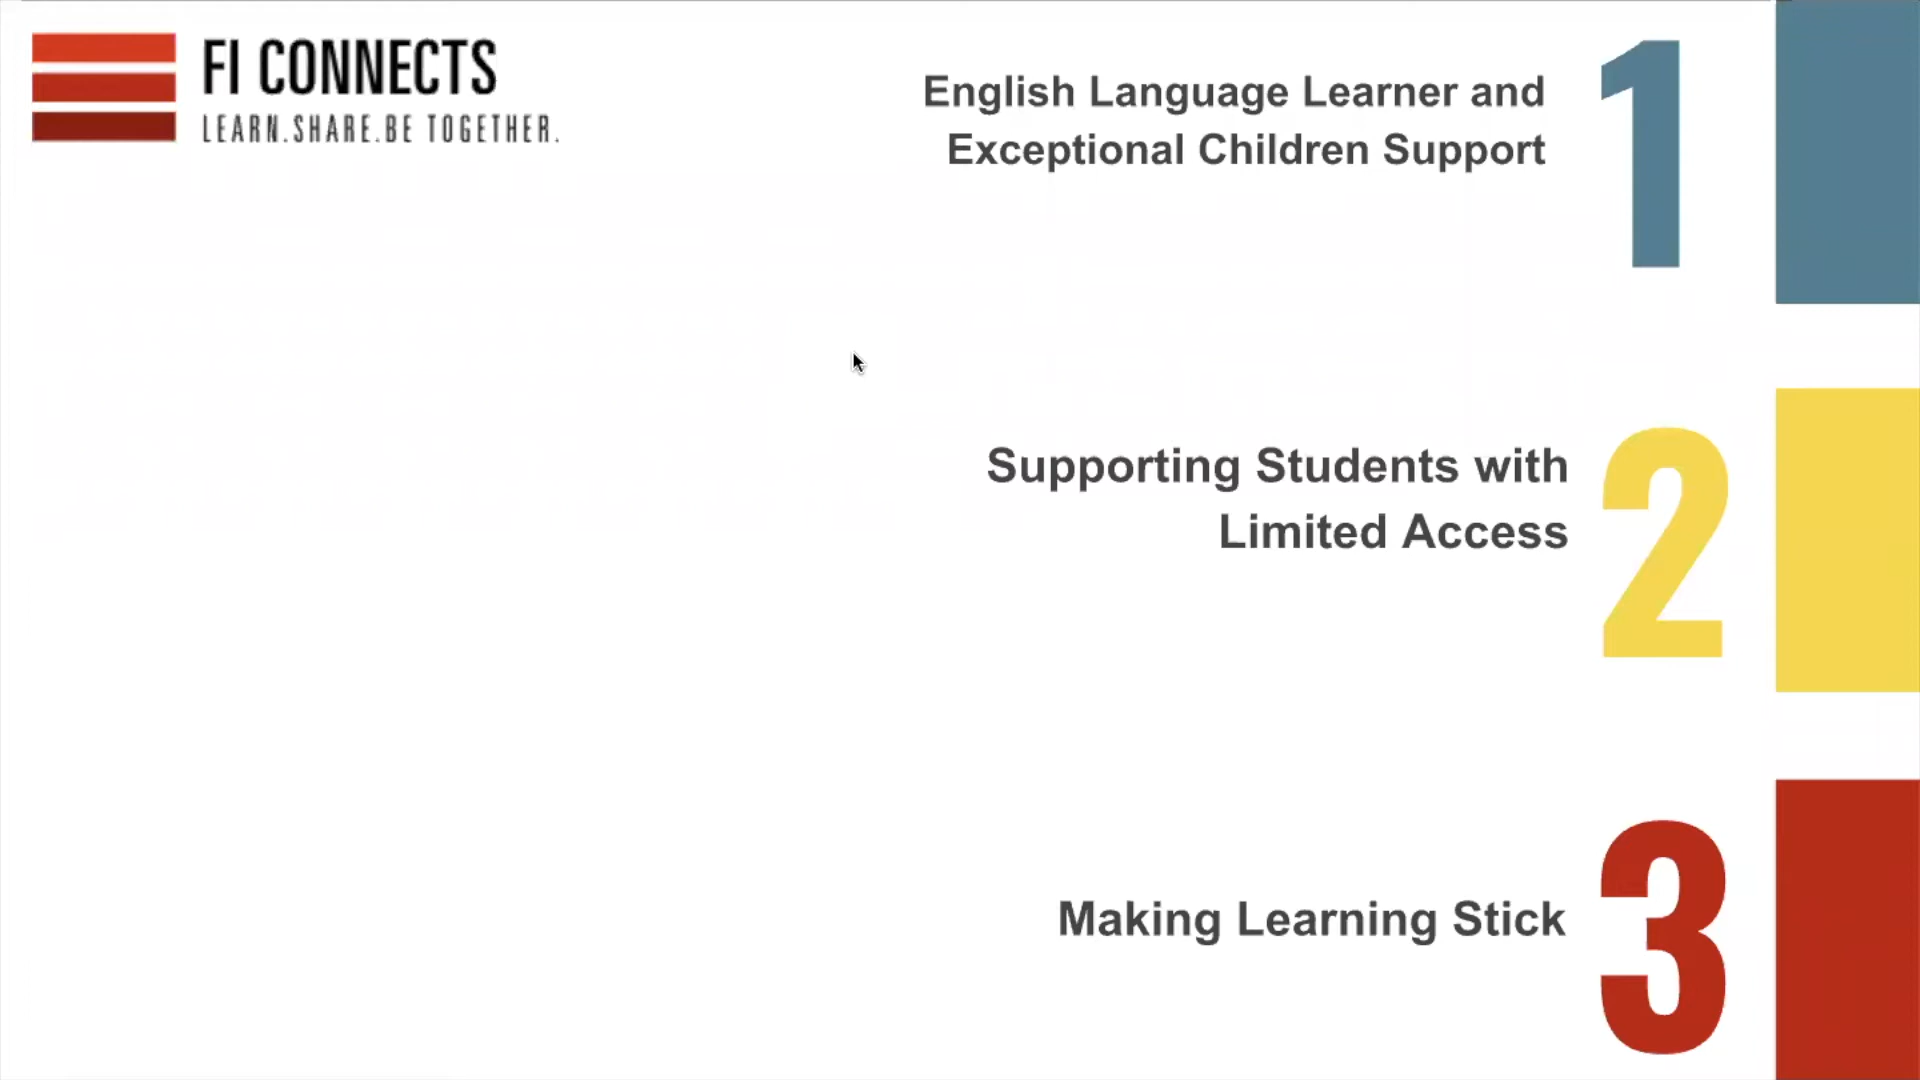 FI CONNECTS
LEARN.SHARE.BE TOGETHER.
English Language Learner and
Exceptional Children Support
1
Supporting Students with
Limited Access
2
Making Learning Stick
3